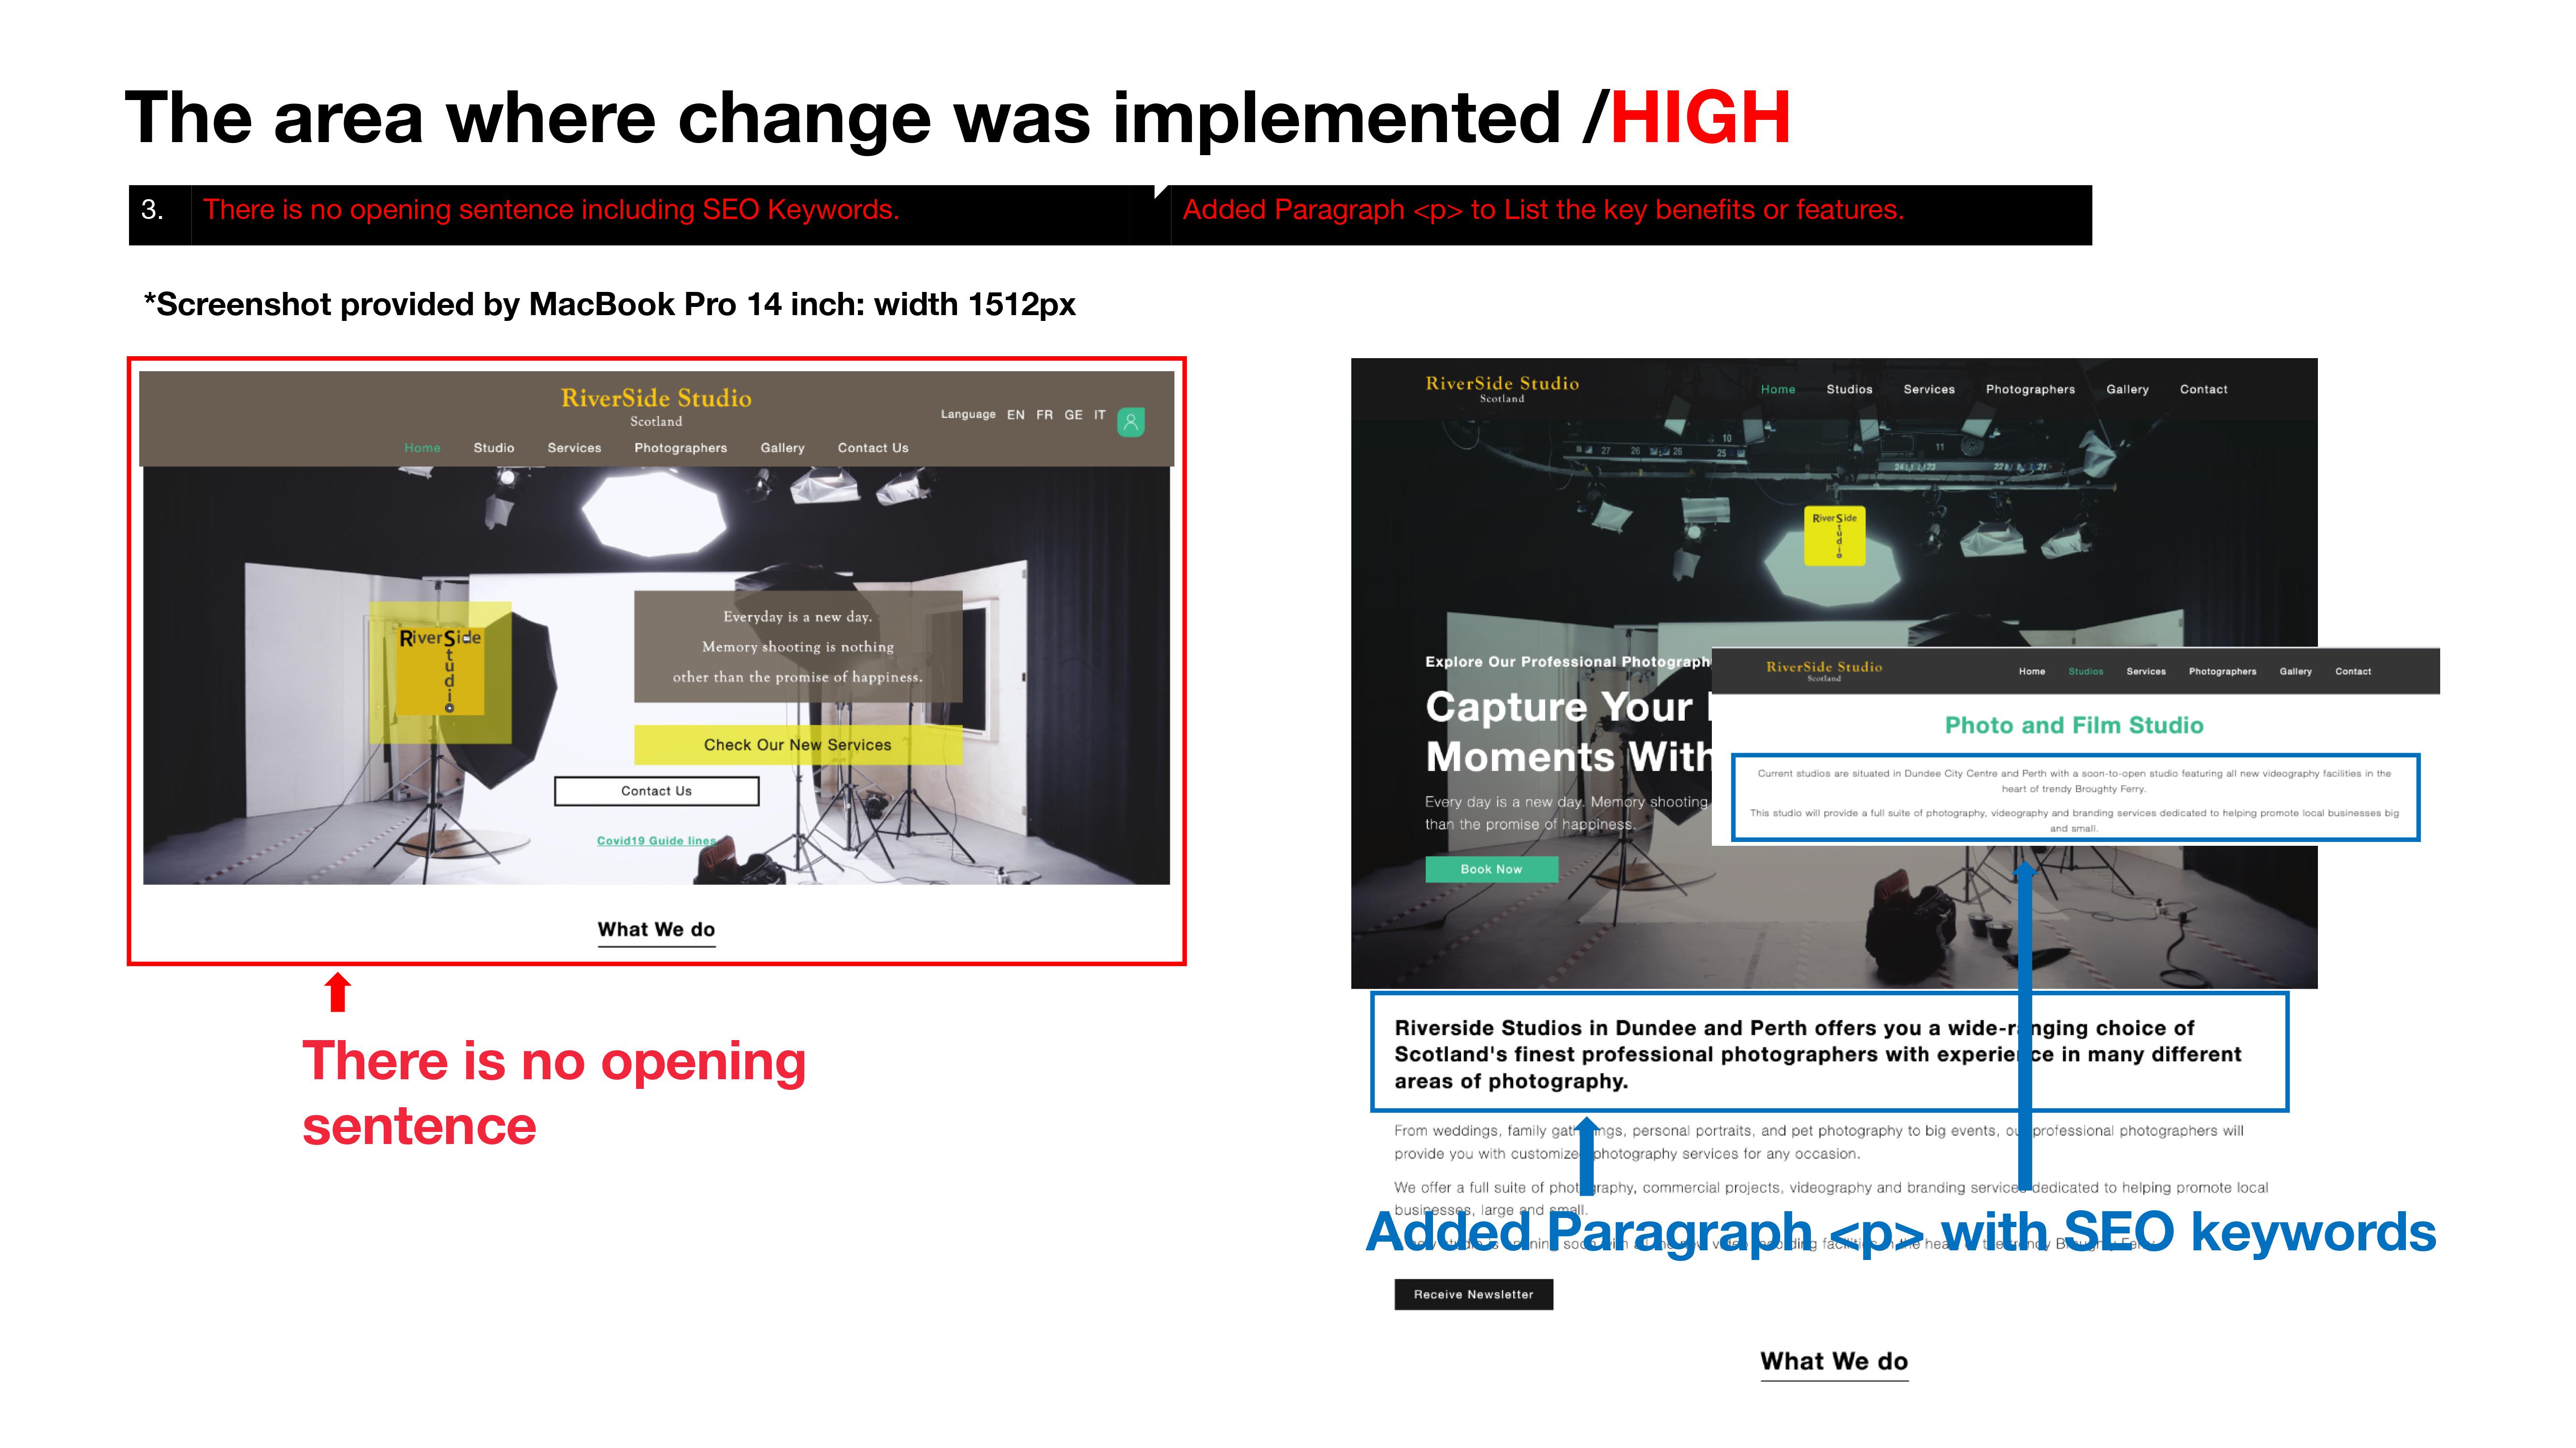 The area where change was implemented /HIGH
3. There is no opening sentence including SEO Keywords. Added Paragraph <p> to List the key benefits or features.
*Screenshot provided by MacBook Pro 14 inch: width 1512px
RiverSide Studio
Scotland
Language EN FR GE IT
Home Studio Services Photographers Gallery Contact Us
RiverSide
Studio
Everyday is a new day.
Memory shooting is nothing
other than the promise of happiness.
Check Our New Services
Contact Us
Covid19 Guide lines
What We do
There is no opening
sentence
RiverSide Studio
Scotland
Home Studios Services Photographers Gallery Contact
10
27 26 26 25
11
RiverSide
Studio
Explore Our Professional Photograph
Capture Your
Moments With
Every day is a new day. Memory shooting
than the promise of happiness.
Book Now
RiverSide Studio
Scotland
Home Studios Services Photographers Gallery Contact
Photo and Film Studio
Current studios are situated in Dundee City Centre and Perth with a soon-to-open studio featuring all new videography facilities in the
heart of trendy Broughty Ferry.
This studio will provide a full suite of photography, videography and branding services dedicated to helping promote local businesses big
and small.
Riverside Studios in Dundee and Perth offers you a wide-ranging choice of
Scotland's finest professional photographers with experience in many different
areas of photography.
From weddings, family gatherings, personal portraits, and pet photography to big events, our professional photographers will
provide you with customized photography services for any occasion.
We offer a full suite of photography, commercial projects, videography and branding services dedicated to helping promote local
businesses, large and small.
Added Paragraph <p> with SEO keywords
Receive Newsletter
What We do